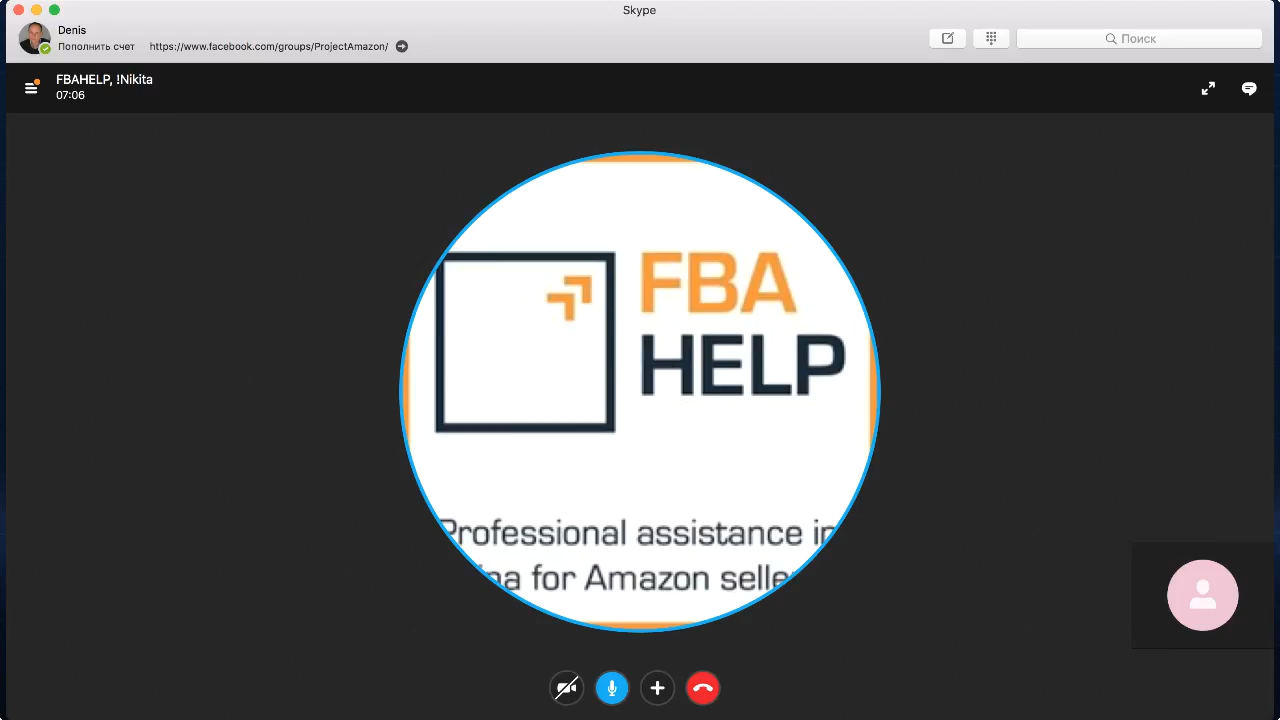 Skype
Denis
Пополнить счет https://www.facebook.com/groups/ProjectAmazon/
Поиск
FBAHELP, !Nikita
07:06
FBA
HELP
Professional assistance in
for Amazon